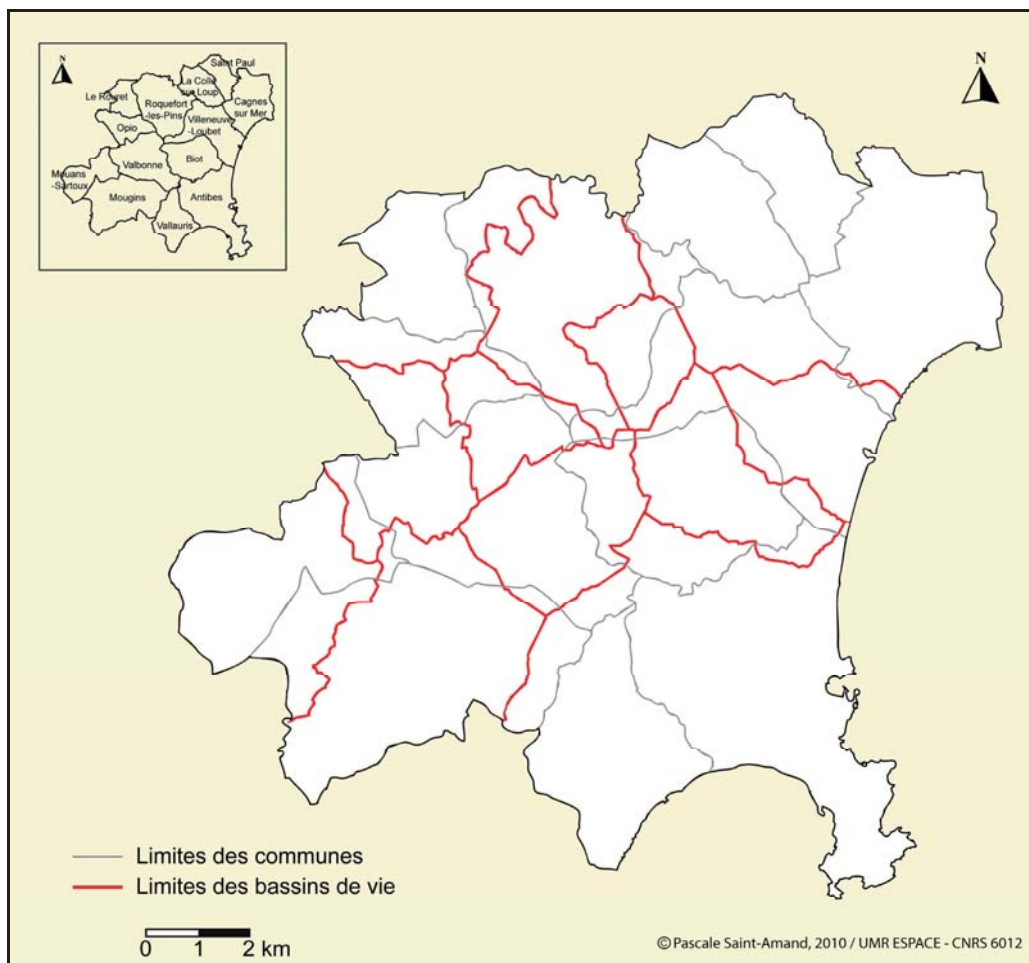 N
Saint Paul
La Colle
sur Loup
Le Rouret
Roquefort
-les-Pins
Cagnes
sur Mer
Villeneuve
-Loubet
Opio
Valbonne
Biot
Mouans
-Sartoux
Mougins
Antibes
Vallauris
N
Limites des communes
Limites des bassins de vie
0 1 2 km
© Pascale Saint-Amand, 2010 / UMR ESPACE - CNRS 6012